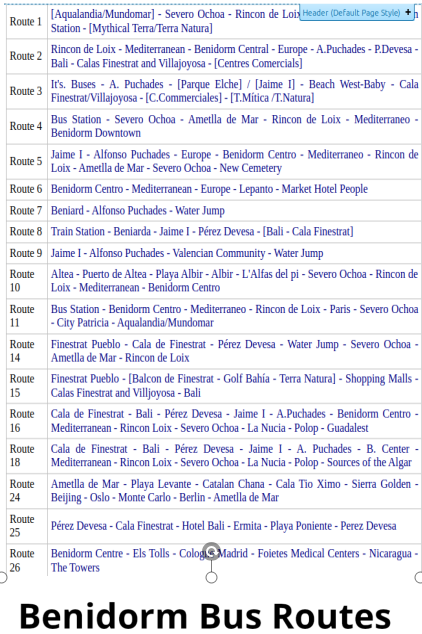 Header (Default Page Style) +
Route 1
[Aqualandia/Mundomar] - Severo Ochoa - Rincon de Loix
Station - [Mythical Terra/Terra Natura]
Route 2
Rincon de Loix - Mediterranean - Benidorm Central - Europe - A.Puchades - P.Devesa -
Bali - Calas Finestrat and Villajoyosa - [Centres Comercials]
Route 3
It's. Buses - A. Puchades - [Parque Elche] / [Jaime I] - Beach West-Baby - Cala
Finestrat/Villajoyosa - [C.Commerciales] - [T.Mítica /T.Natura]
Route 4
Bus Station - Severo Ochoa - Ametlla de Mar - Rincon de Loix - Mediterraneo -
Benidorm Downtown
Route 5
Jaime I - Alfonso Puchades - Europe - Benidorm Centro - Mediterraneo - Rincon de
Loix - Ametlla de Mar - Severo Ochoa - New Cemetery
Route 6
Benidorm Centro - Mediterranean - Europe - Lepanto - Market Hotel People
Route 7
Beniard - Alfonso Puchades - Water Jump
Route 8
Train Station - Beniarda - Jaime I - Pérez Devesa - [Bali - Cala Finestrat]
Route 9
Jaime I - Alfonso Puchades - Valencian Community - Water Jump
Route
10
Altea - Puerto de Altea - Playa Albir - Albir - L'Alfas del pi - Severo Ochoa - Rincon de
Loix - Mediterranean - Benidorm Centro
Route
11
Bus Station - Benidorm Centro - Mediterraneo - Rincon de Loix - Paris - Severo Ochoa
- City Patricia - Aqualandia/Mundomar
Route
14
Finestrat Pueblo - Cala de Finestrat - Pérez Devesa - Water Jump - Severo Ochoa -
Ametlla de Mar - Rincon de Loix
Route
15
Finestrat Pueblo - [Balcon de Finestrat - Golf Bahía - Terra Natura] - Shopping Malls -
Calas Finestrat and Villjoyosa - Bali
Route
16
Cala de Finestrat - Bali - Pérez Devesa - Jaime I - A.Puchades - Benidorm Centro -
Mediterranean - Rincon Loix - Severo Ochoa - La Nucia - Polop - Guadalest
Route
18
Cala de Finestrat - Bali - Pérez Devesa - Jaime I - A. Puchades - B. Center -
Mediterranean - Rincon Loix - Severo Ochoa - La Nucia - Polop - Sources of the Algar
Route
24
Ametlla de Mar - Playa Levante - Catalan Chana - Cala Tio Ximo - Sierra Golden -
Beijing - Oslo - Monte Carlo - Berlin - Ametlla de Mar
Route
25
Pérez Devesa - Cala Finestrat - Hotel Bali - Ermita - Playa Poniente - Perez Devesa
Route
26
Benidorm Centre - Els Tolls - Madrid - Foietes Medical Centers - Nicaragua -
The Towers
Benidorm Bus Routes